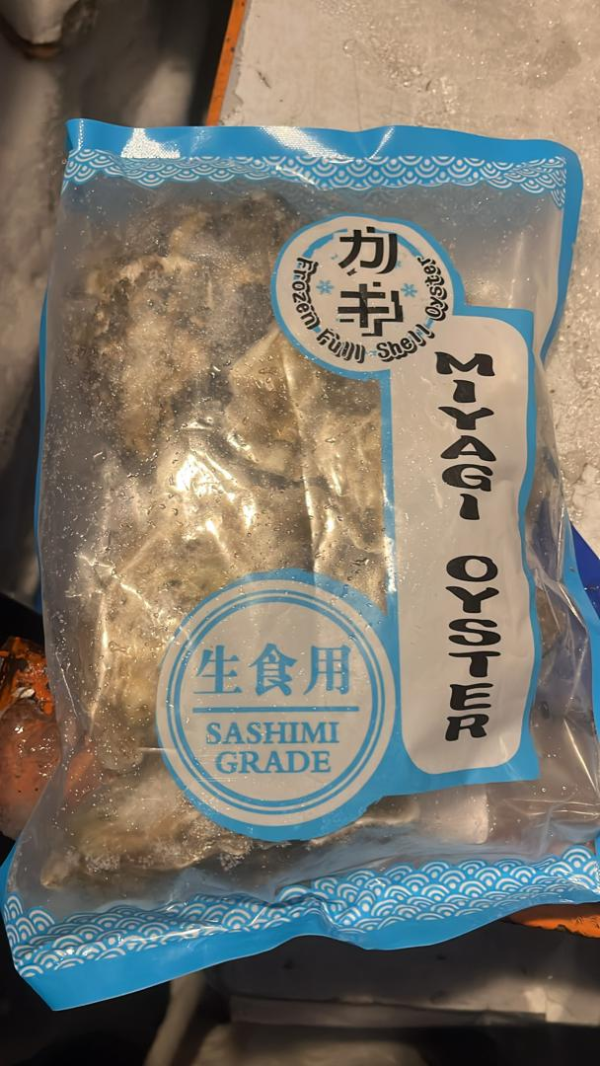 カキ
Frozen Full Shell Oyster
MIYAGI OYSTER
生食用
SASHIMI
GRADE